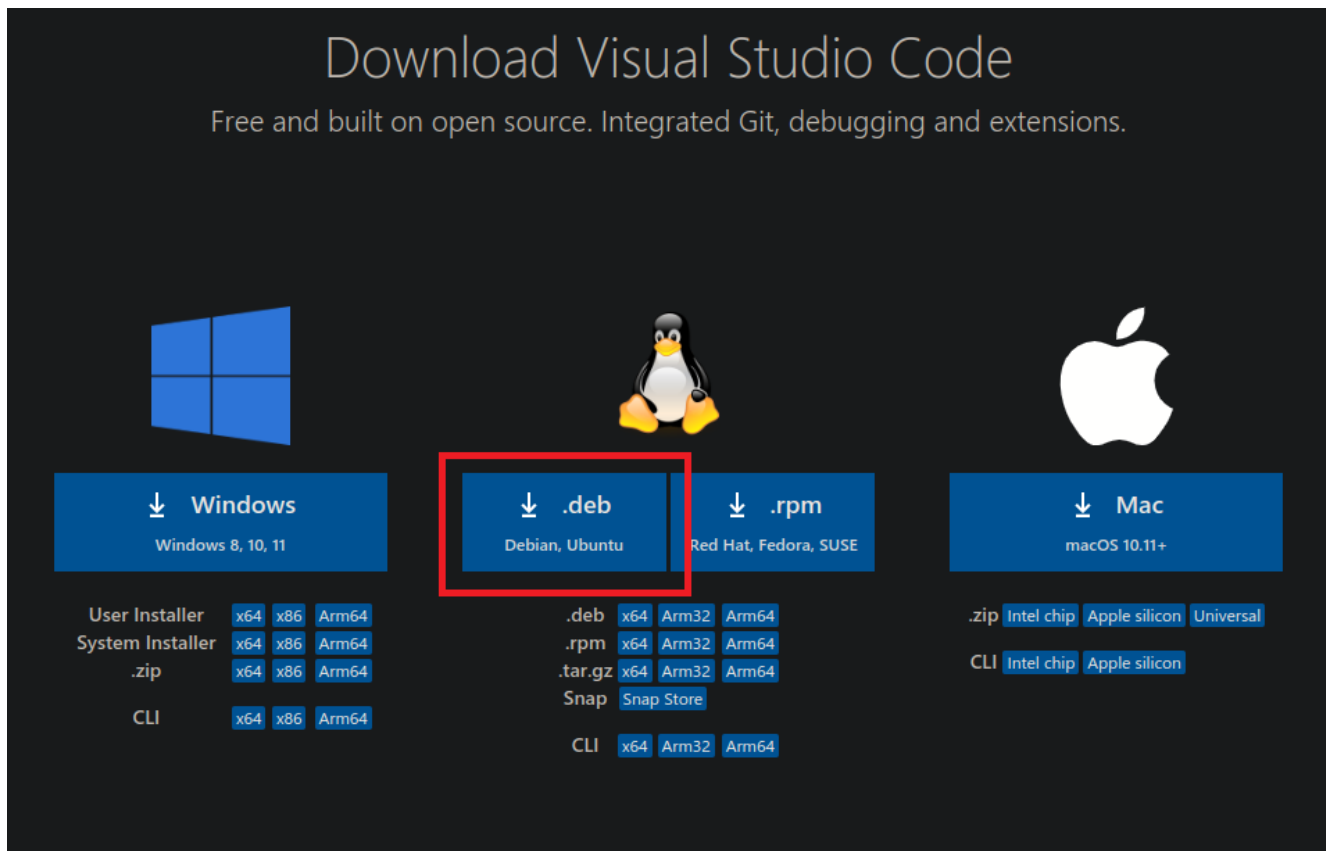 Download Visual Studio Code
Free and built on open source. Integrated Git, debugging and extensions.
Windows
Windows 8, 10, 11
User Installer x64 x86 Arm64
System Installer x64 x86 Arm64
.zip x64 x86 Arm64
CLI x64 x86 Arm64
.deb
Debian, Ubuntu
.rpm
Red Hat, Fedora, SUSE
.deb x64 Arm32 Arm64
.rpm x64 Arm32 Arm64
.tar.gz x64 Arm32 Arm64
Snap Snap Store
CLI x64 Arm32 Arm64
Mac
macOS 10.11+
.zip Intel chip Apple silicon Universal
CLI Intel chip Apple silicon